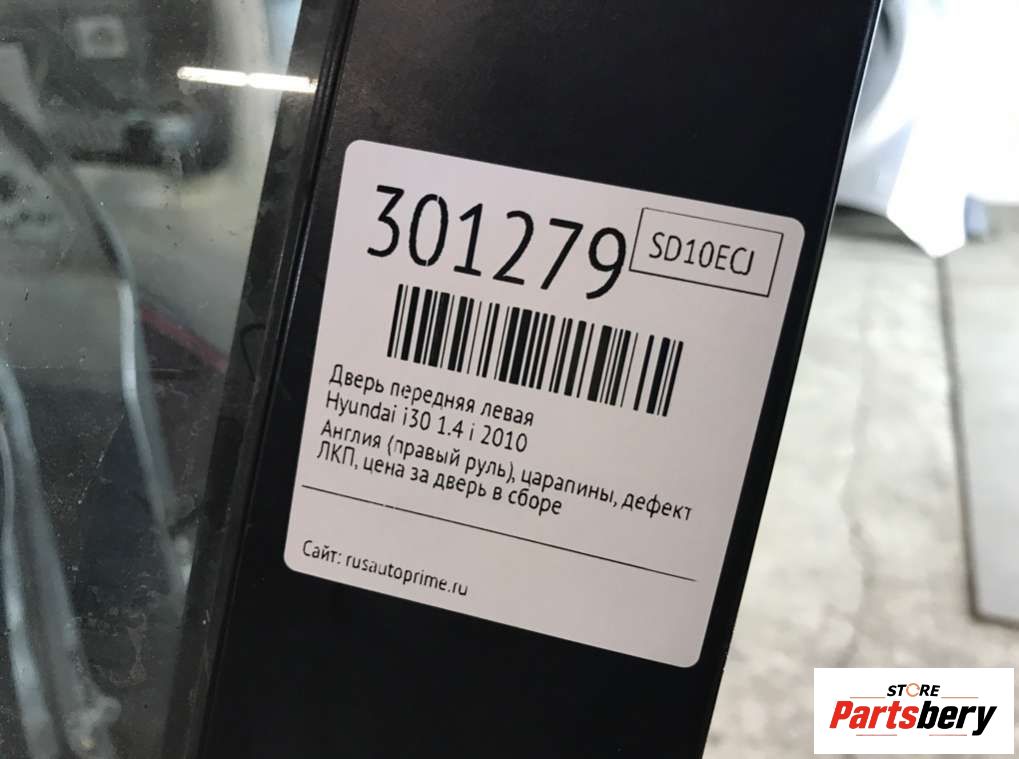 301279
SD10ECJ
Дверь передняя левая
Hyundai i30 1.4 i 2010
Англия (правый руль), царапины, дефект
ЛКП, цена за дверь в сборе
Сайт: rusautoprime.ru
STORE
Partsbery